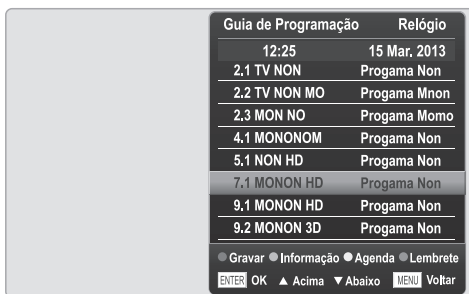 Guia de Programação Relógio
12:25 15 Mar. 2013
2.1 TV NON Progama Non
2.2 TV NON MO Progama Mnon
2.3 MON NO Progama Momo
4.1 MONONOM Progama Non
5.1 NON HD Progama Non
7.1 MONON HD Progama Non
9.1 MONON HD Progama Non
9.2 MONON 3D Progama Non
Gravar Informação Agenda Lembrete
ENTER OK ▲ Acima ▼ Abaixo MENU Voltar